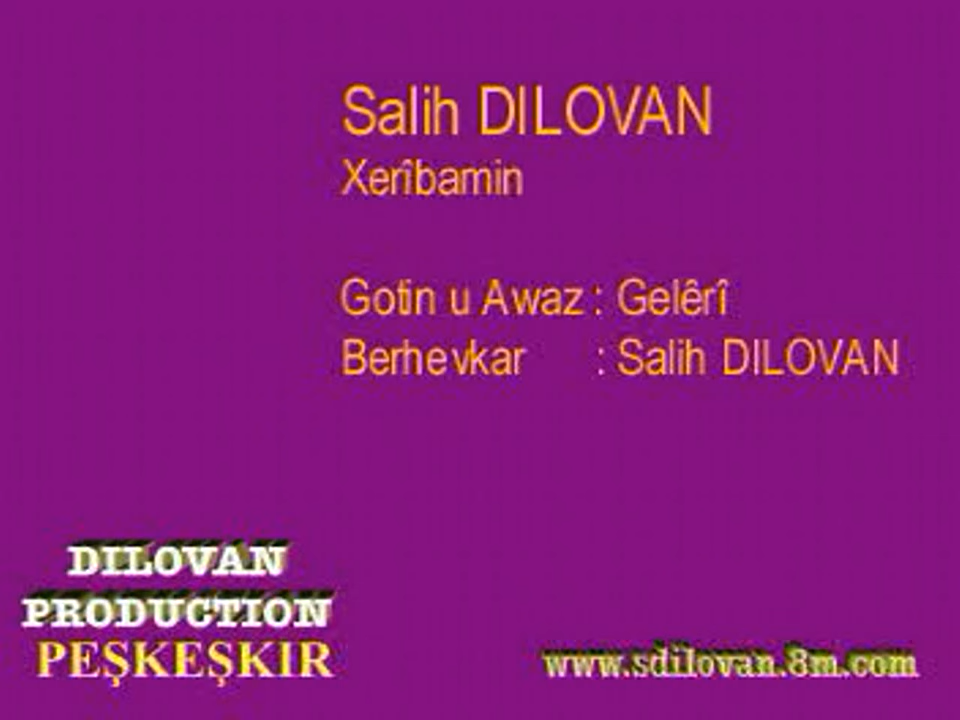 Salih DILOVAN
Xerîbamin
Gotin u Awaz : Gelêrî
Berhevkar : Salih DILOVAN
DILOVAN
PRODUCTION
PEŞKEŞKIR
www.sdilovan.8m.com